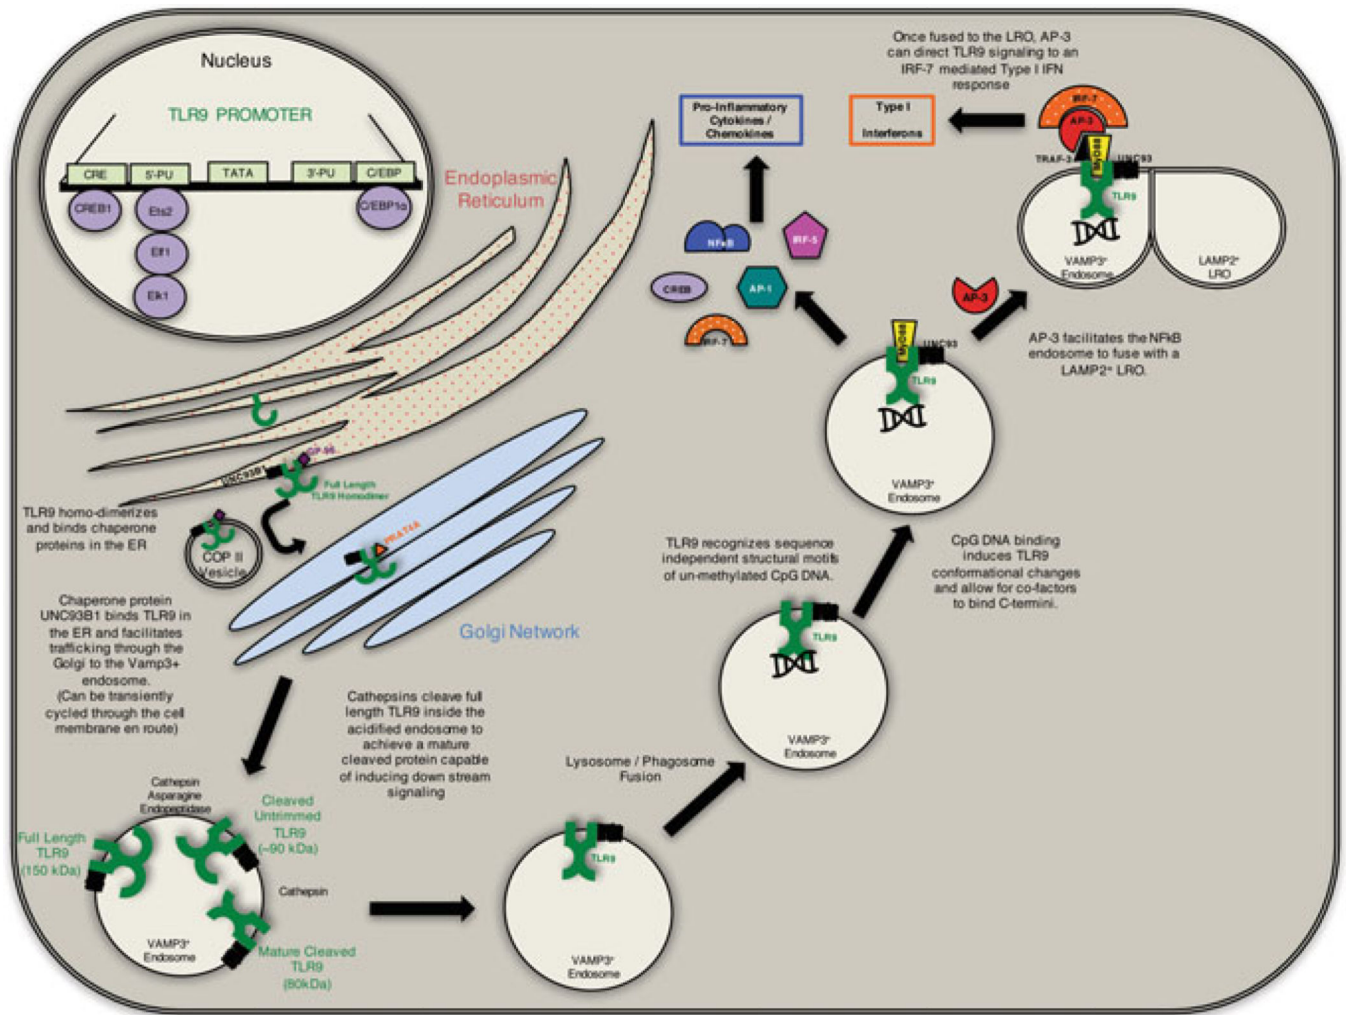 Nucleus
TLR9 PROMOTER
CRE
5'-PU
TATA
3'-PU
C/EBP
CREB1
Ets2
C/EBP1α
Elf1
Elk1
Endoplasmic
Reticulum
UNC93B1
GP-96
Full Length
TLR9 Homodimer
TLR9 homo-dimerizes
and binds chaperone
proteins in the ER
COP II
Vesicle
PRAT4A
Golgi Network
Chaperone protein
UNC93B1 binds TLR9 in
the ER and facilitates
trafficking through the
Golgi to the Vamp3+
endosome.
(Can be transiently
cycled through the cell
membrane en route)
Cathepsins cleave full
length TLR9 inside the
acidified endosome to
achieve a mature
cleaved protein capable
of inducing down stream
signaling
Cathepsin
Asparagine
Endopeptidase
Full Length
TLR9
(150 kDa)
Cleaved
Untrimmed
TLR9
(~90 kDa)
Cathepsin
VAMP3⁺
Endosome
Mature Cleaved
TLR9
(80kDa)
TLR9
VAMP3⁺
Endosome
Lysosome / Phagosome
Fusion
TLR9 recognizes sequence
independent structural motifs
of un-methylated CpG DNA.
TLR9
VAMP3⁺
Endosome
CpG DNA binding
induces TLR9
conformational changes
and allow for co-factors
to bind C-termini.
MyD88
UNC93
TLR9
VAMP3⁺
Endosome
Pro-Inflammatory
Cytokines /
Chemokines
NFκB
IRF-5
CREB
AP-1
IRF-7
AP-3
AP-3 facilitates the NFkB
endosome to fuse with a
LAMP2⁺ LRO.
Once fused to the LRO, AP-3
can direct TLR9 signaling to an
IRF-7 mediated Type I IFN
response
Type I
Interferons
IRF-7
AP-3
TRAF-3
MyD88
UNC93
TLR9
VAMP3⁺
Endosome
LAMP2⁺
LRO